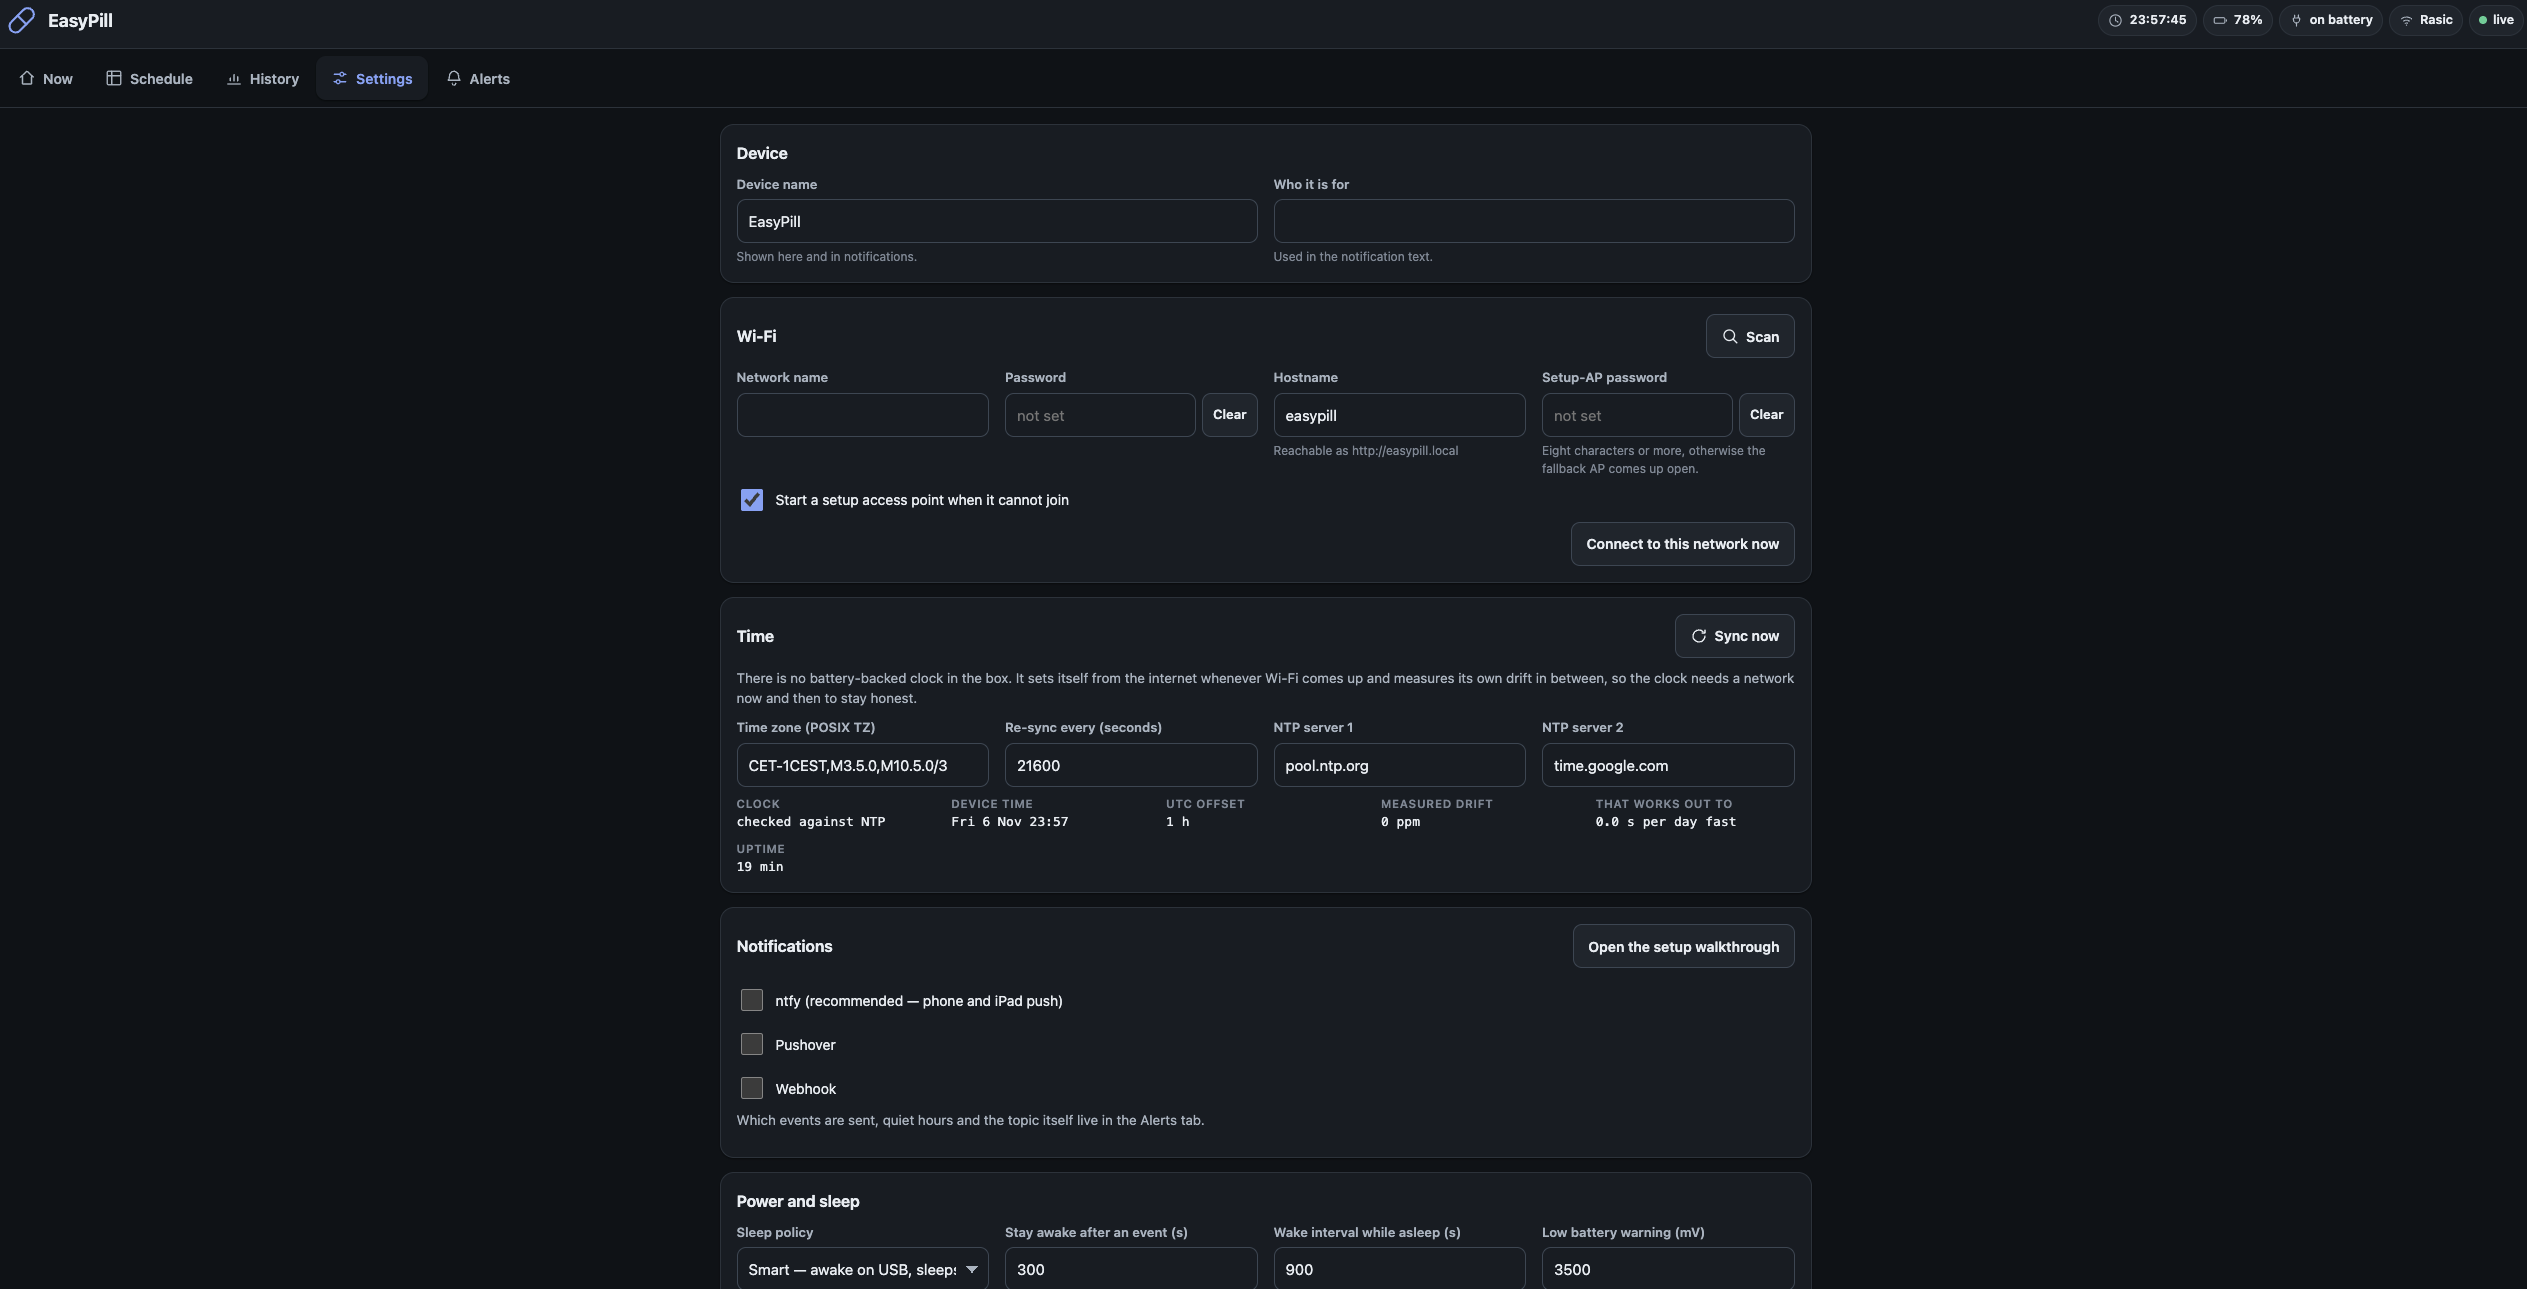 EasyPill
23:57:45
78%
on battery
Rasic
live
Now
Schedule
History
Settings
Alerts
Device
Device name
Who it is for
EasyPill
Shown here and in notifications.
Used in the notification text.
Wi-Fi
Scan
Network name
Password
Hostname
Setup-AP password
not set
Clear
easypill
not set
Clear
Reachable as http://easypill.local
Eight characters or more, otherwise the
fallback AP comes up open.
Start a setup access point when it cannot join
Connect to this network now
Time
Sync now
There is no battery-backed clock in the box. It sets itself from the internet whenever Wi-Fi comes up and measures its own drift in between, so the clock needs a network
now and then to stay honest.
Time zone (POSIX TZ)
Re-sync every (seconds)
NTP server 1
NTP server 2
CET-1CEST,M3.5.0,M10.5.0/3
21600
pool.ntp.org
time.google.com
CLOCK
DEVICE TIME
UTC OFFSET
MEASURED DRIFT
THAT WORKS OUT TO
checked against NTP
Fri 6 Nov 23:57
1 h
0 ppm
0.0 s per day fast
UPTIME
19 min
Notifications
Open the setup walkthrough
ntfy (recommended — phone and iPad push)
Pushover
Webhook
Which events are sent, quiet hours and the topic itself live in the Alerts tab.
Power and sleep
Sleep policy
Stay awake after an event (s)
Wake interval while asleep (s)
Low battery warning (mV)
Smart — awake on USB, sleeps
300
900
3500